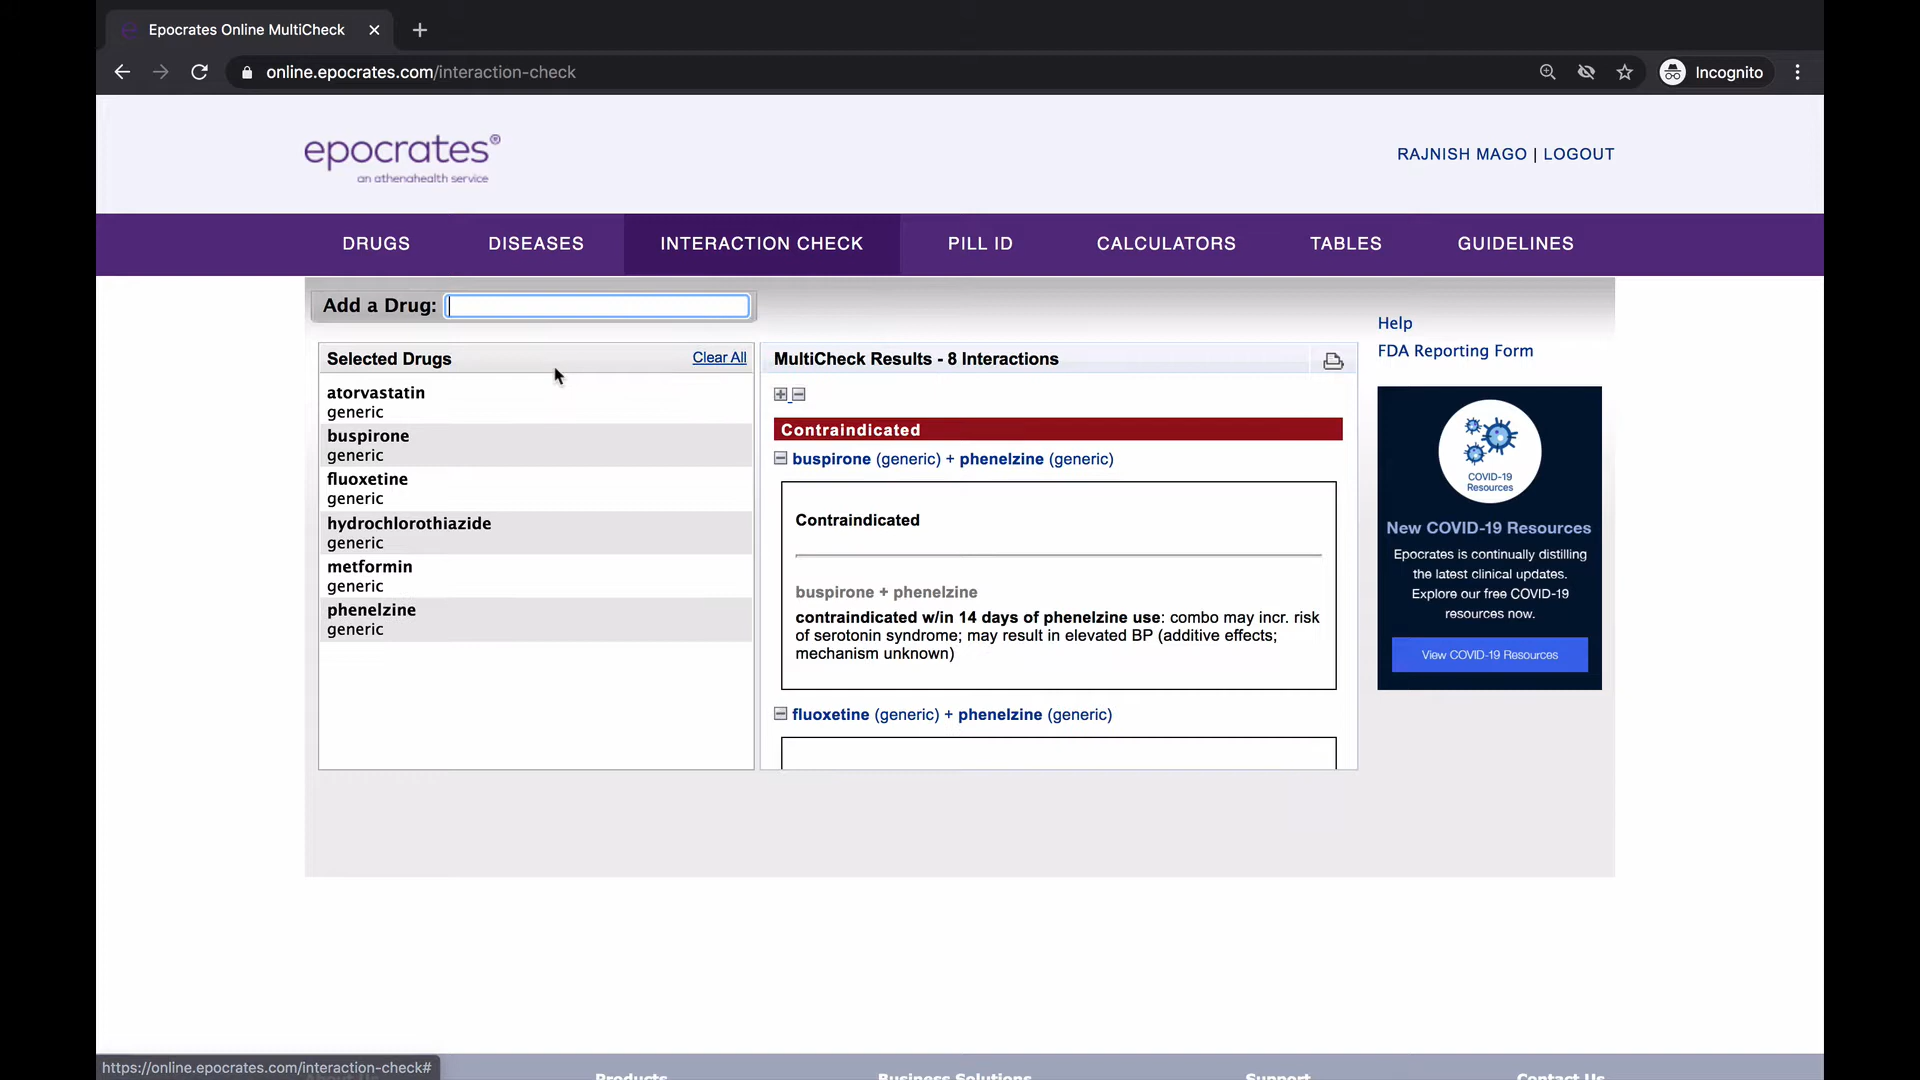 Epocrates Online MultiCheck
online.epocrates.com/interaction-check
Incognito
epocrates®
an athenahealth service
RAJNISH MAGO | LOGOUT
DRUGS
DISEASES
INTERACTION CHECK
PILL ID
CALCULATORS
TABLES
GUIDELINES
Add a Drug:
Selected Drugs
Clear All
atorvastatin
generic
buspirone
generic
fluoxetine
generic
hydrochlorothiazide
generic
metformin
generic
phenelzine
generic
MultiCheck Results - 8 Interactions
Contraindicated
buspirone (generic) + phenelzine (generic)
Contraindicated
buspirone + phenelzine
contraindicated w/in 14 days of phenelzine use: combo may incr. risk
of serotonin syndrome; may result in elevated BP (additive effects;
mechanism unknown)
fluoxetine (generic) + phenelzine (generic)
Help
FDA Reporting Form
COVID-19
Resources
New COVID-19 Resources
Epocrates is continually distilling
the latest clinical updates.
Explore our free COVID-19
resources now.
View COVID-19 Resources
https://online.epocrates.com/interaction-check#
Products
Business Solutions
Support
Contact Us